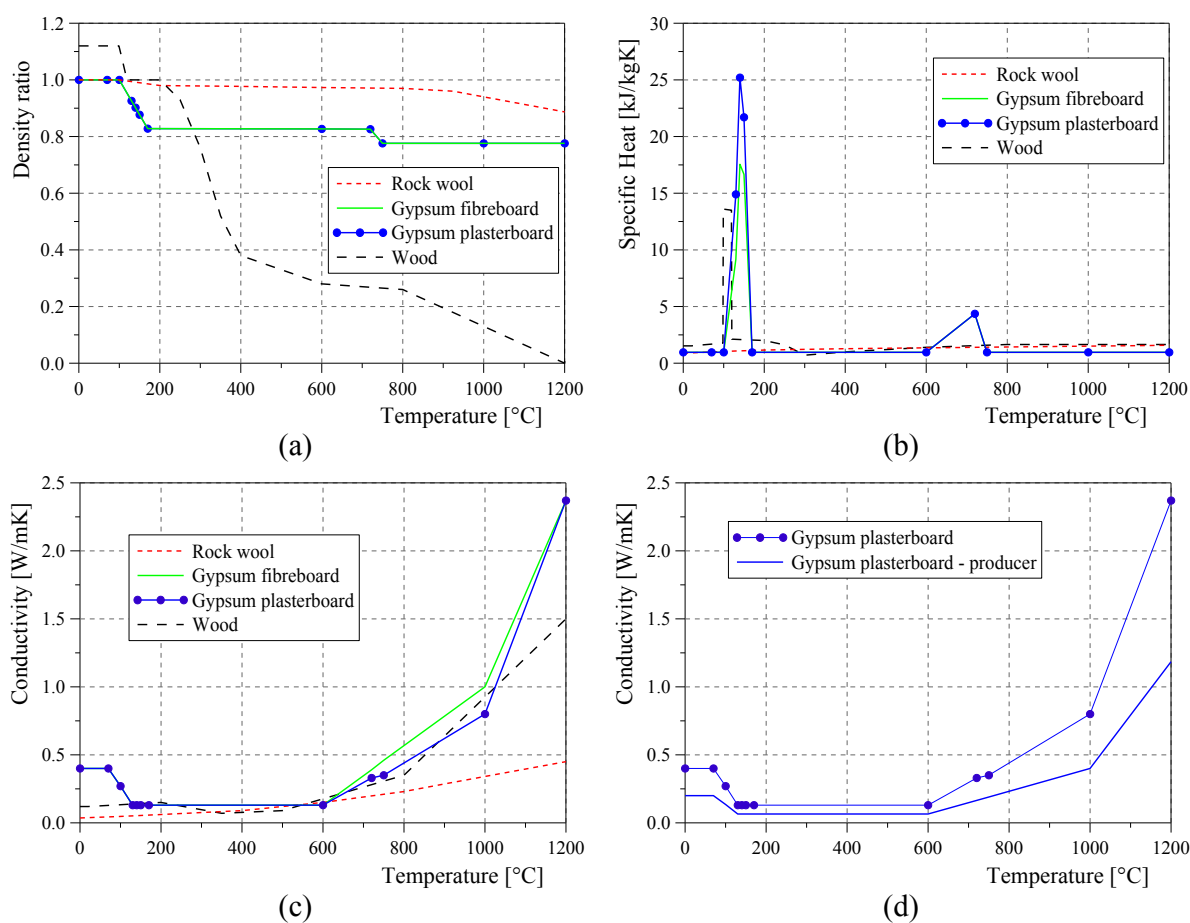 Density ratio
1.2
1.0
0.8
0.6
0.4
0.2
0.0
Rock wool
Gypsum fibreboard
Gypsum plasterboard
Wood
0 200 400 600 800 1000 1200
Temperature [°C]
(a)
Specific Heat [kJ/kgK]
30
25
20
15
10
5
0
Rock wool
Gypsum fibreboard
Gypsum plasterboard
Wood
0 200 400 600 800 1000 1200
Temperature [°C]
(b)
Conductivity [W/mK]
2.5
2.0
1.5
1.0
0.5
0.0
Rock wool
Gypsum fibreboard
Gypsum plasterboard
Wood
0 200 400 600 800 1000 1200
Temperature [°C]
(c)
Conductivity [W/mK]
2.5
2.0
1.5
1.0
0.5
0.0
Gypsum plasterboard
Gypsum plasterboard - producer
0 200 400 600 800 1000 1200
Temperature [°C]
(d)